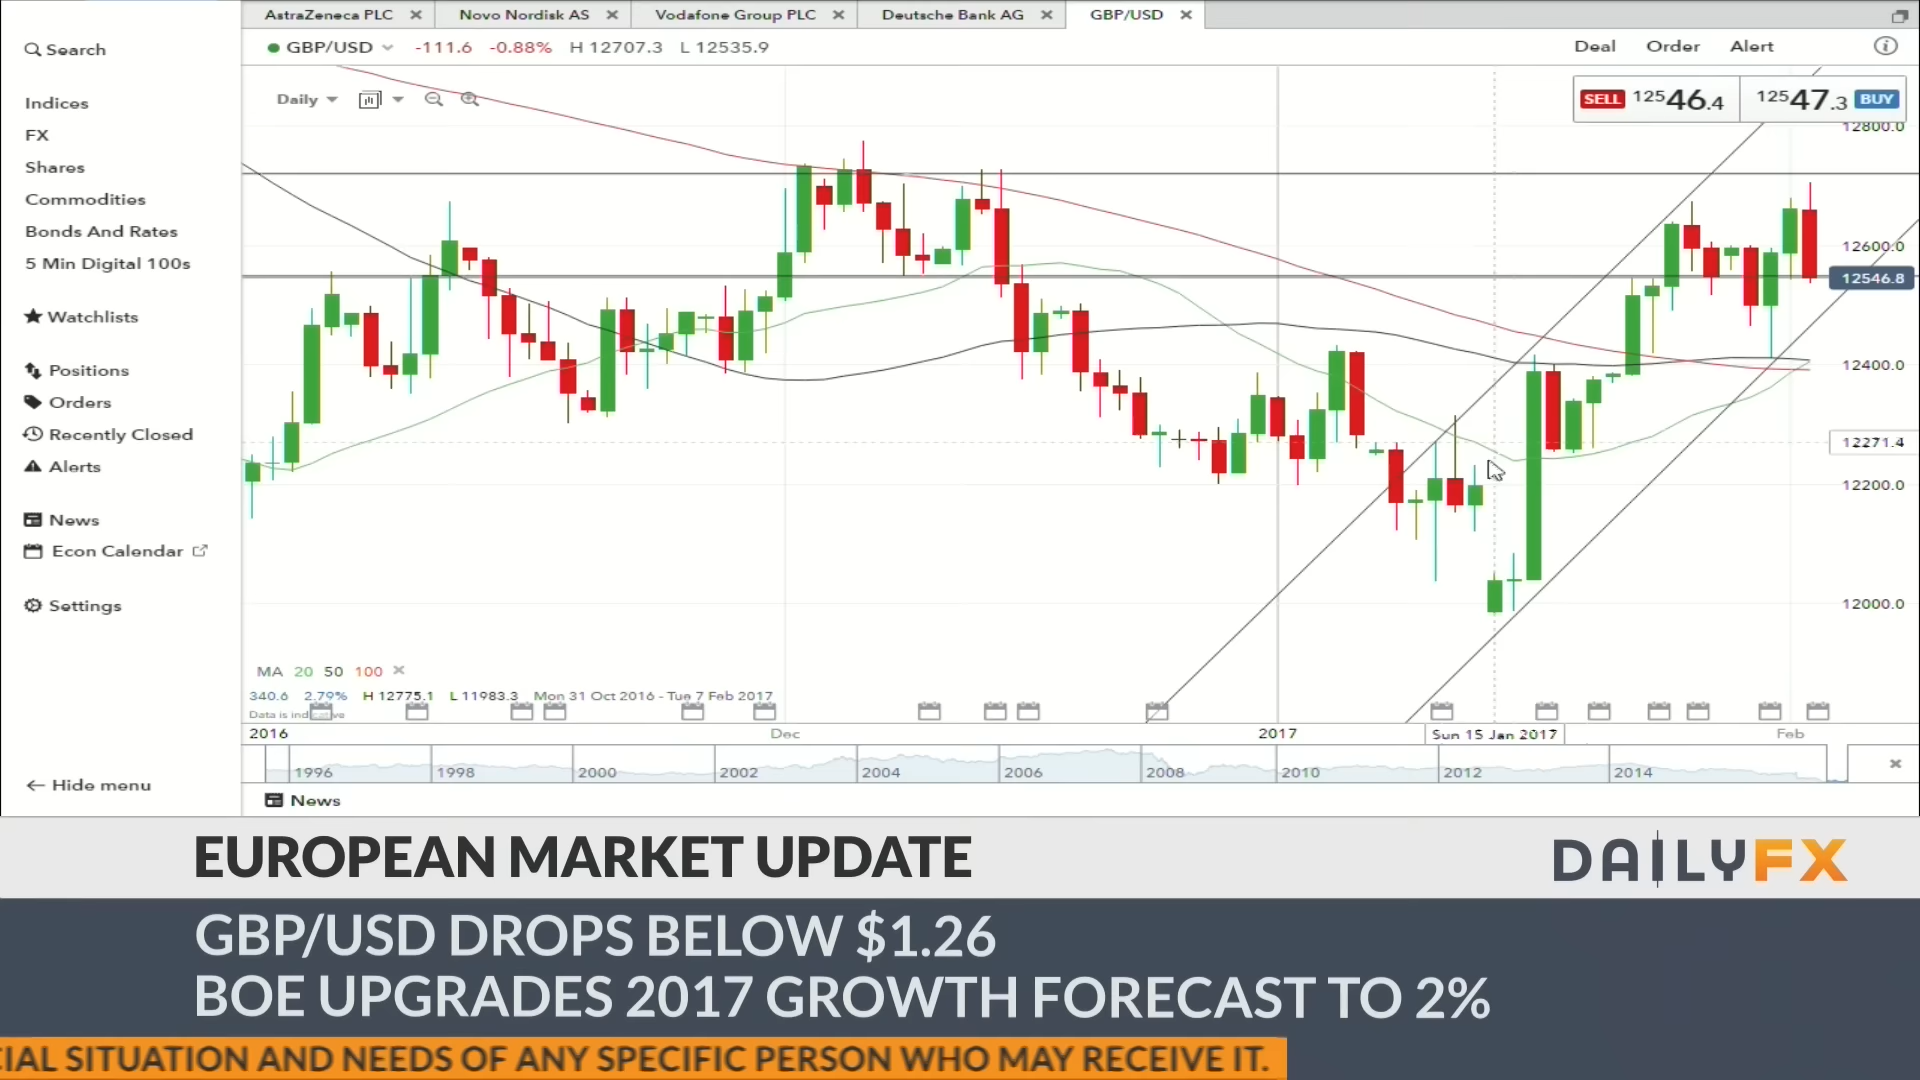 AstraZeneca PLC
Novo Nordisk AS
Vodafone Group PLC
Deutsche Bank AG
GBP/USD
Search
GBP/USD -111.6 -0.88% H 12707.3 L 12535.9
Deal Order Alert
Daily
SELL 12546.4 12547.3 BUY
Indices
FX
Shares
Commodities
Bonds And Rates
5 Min Digital 100s
Watchlists
Positions
Orders
Recently Closed
Alerts
News
Econ Calendar
Settings
Hide menu
12800.0
12600.0
12546.8
12400.0
12271.4
12200.0
12000.0
MA 20 50 100
340.6 2.79% H 12775.1 L 11983.3 Mon 31 Oct 2016 - Tue 7 Feb 2017
Data is indicative
2016 Dec 2017 Sun 15 Jan 2017 Feb
1996 1998 2000 2002 2004 2006 2008 2010 2012 2014
News
EUROPEAN MARKET UPDATE
DAILYFX
GBP/USD DROPS BELOW $1.26
BOE UPGRADES 2017 GROWTH FORECAST TO 2%
CIAL SITUATION AND NEEDS OF ANY SPECIFIC PERSON WHO MAY RECEIVE IT.